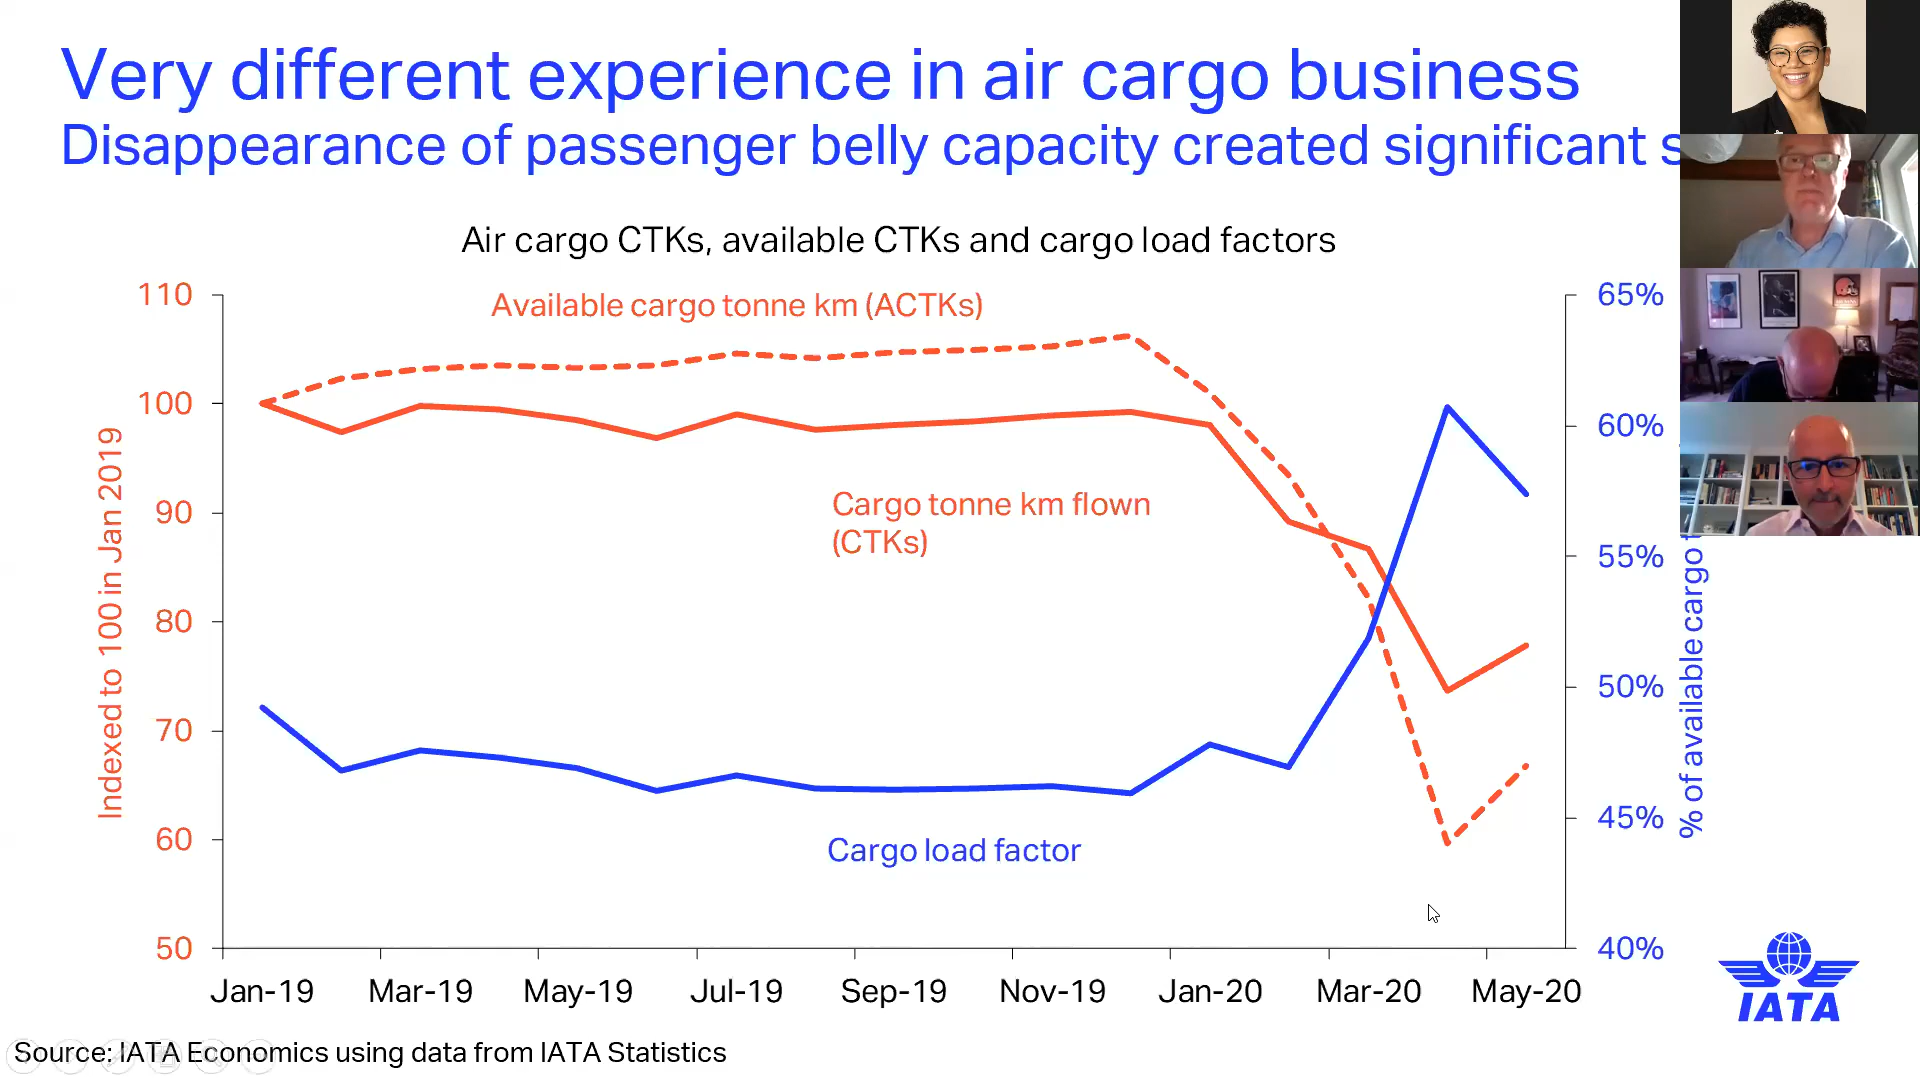 Very different experience in air cargo business
Disappearance of passenger belly capacity created significant
Air cargo CTKs, available CTKs and cargo load factors
110
100
90
80
70
60
50
Indexed to 100 in Jan 2019
Available cargo tonne km (ACTKs)
Cargo tonne km flown
(CTKs)
Cargo load factor
65%
60%
55%
50%
45%
40%
% of available cargo
Jan-19 Mar-19 May-19 Jul-19 Sep-19 Nov-19 Jan-20 Mar-20 May-20
IATA
Source: IATA Economics using data from IATA Statistics